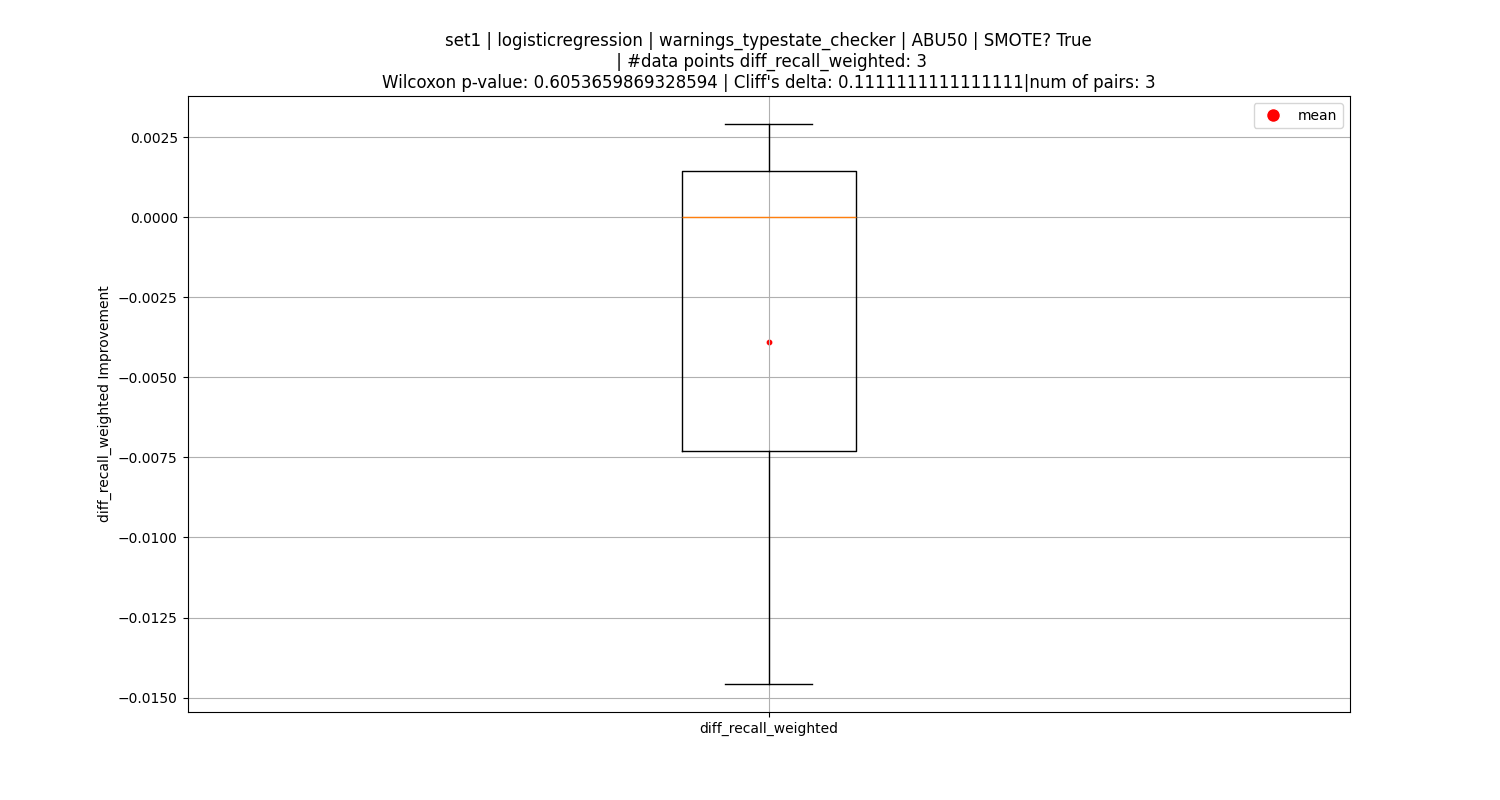 set1 | logisticregression | warnings_typestate_checker | ABU50 | SMOTE? True
| #data points diff_recall_weighted: 3
Wilcoxon p-value: 0.6053659869328594 | Cliff's delta: 0.1111111111111111|num of pairs: 3
mean
0.0025
0.0000
−0.0025
−0.0050
−0.0075
−0.0100
−0.0125
−0.0150
diff_recall_weighted Improvement
diff_recall_weighted